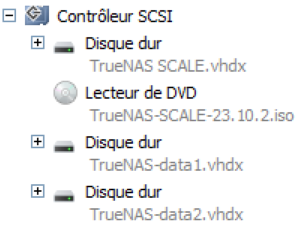 Contrôleur SCSI
Disque dur
TrueNAS SCALE.vhdx
Lecteur de DVD
TrueNAS-SCALE-23.10.2.iso
Disque dur
TrueNAS-data1.vhdx
Disque dur
TrueNAS-data2.vhdx